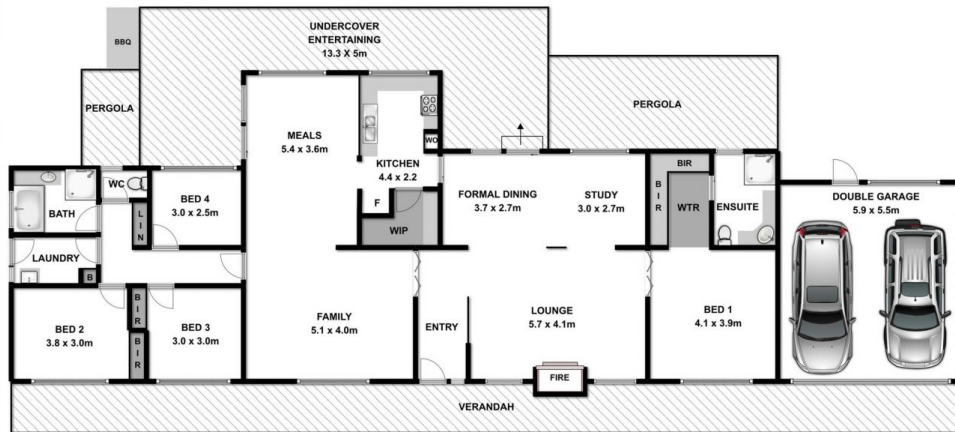 UNDERCOVER
ENTERTAINING
13.3 X 5m
BBQ
PERGOLA
PERGOLA
MEALS
5.4 x 3.6m
WO
KITCHEN
4.4 x 2.2
F
WIP
WC
BED 4
3.0 x 2.5m
BATH
LIN
LAUNDRY
B
FORMAL DINING
3.7 x 2.7m
STUDY
3.0 x 2.7m
BIR
BIR
WTR
ENSUITE
DOUBLE GARAGE
5.9 x 5.5m
BED 2
3.8 x 3.0m
BIR
BIR
BED 3
3.0 x 3.0m
FAMILY
5.1 x 4.0m
ENTRY
LOUNGE
5.7 x 4.1m
BED 1
4.1 x 3.9m
FIRE
VERANDAH